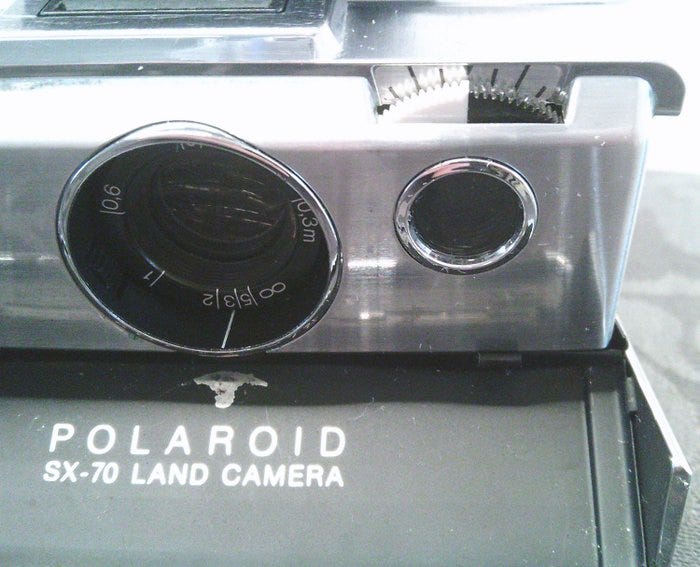 0,6
0,3m
1
∞|5|3|2
POLAROID
SX-70 LAND CAMERA